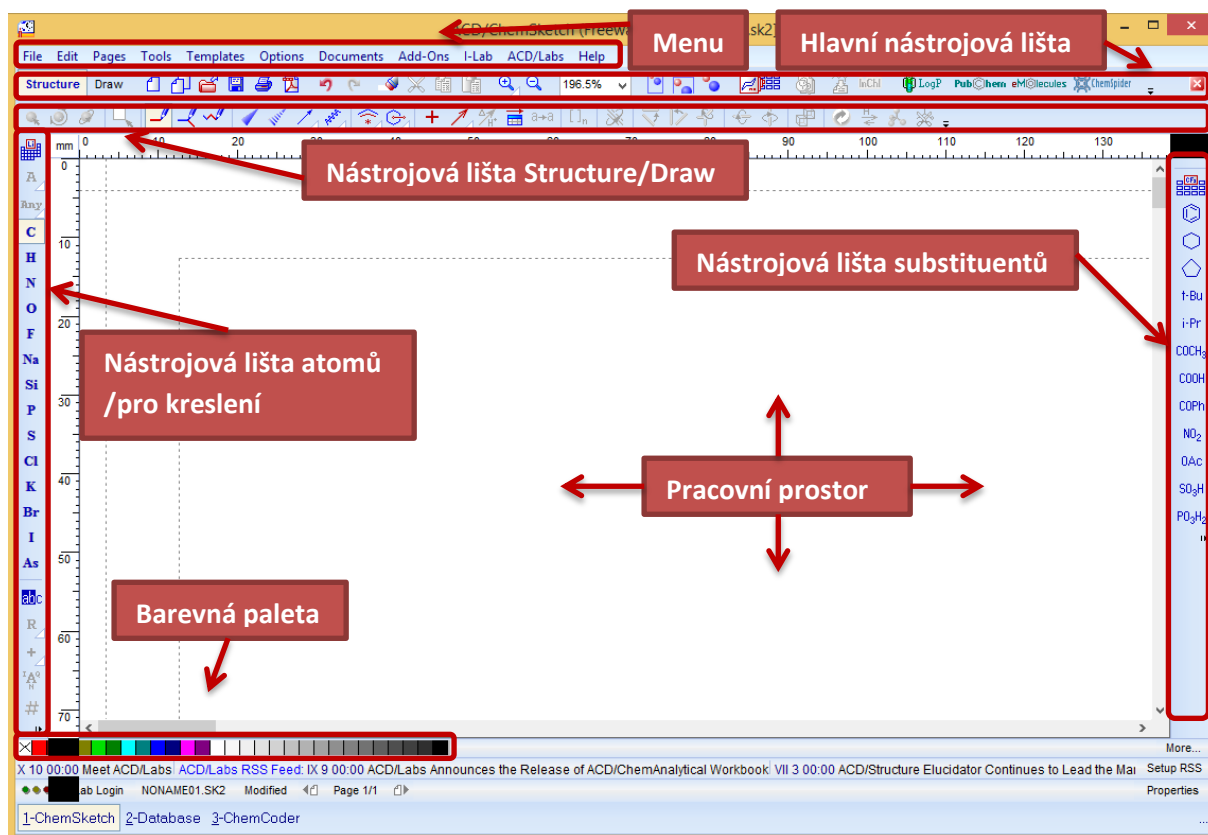 CD/ChemSketch (Freewa
sk2]
Menu
Hlavní nástrojová lišta
File Edit Pages Tools Templates Options Documents Add-Ons I-Lab ACD/Labs Help
Structure Draw 196.5% InChI LogP PubChem eMolecules ChemSpider
a→a
mm 0 10 20 80 90 100 110 120 130
Nástrojová lišta Structure/Draw
0
10
20
30
40
50
60
70
A
Any
C
H
N
O
F
Na
Si
P
S
Cl
K
Br
I
As
abc
R
+
#
Nástrojová lišta substituentů
Nástrojová lišta atomů
/pro kreslení
Pracovní prostor
Barevná paleta
t-Bu
i-Pr
COCH₃
COOH
COPh
NO₂
OAc
SO₃H
PO₃H₂
More...
X 10 00:00 Meet ACD/Labs ACD/Labs RSS Feed: IX 9 00:00 ACD/Labs Announces the Release of ACD/ChemAnalytical Workbook VII 3 00:00 ACD/Structure Elucidator Continues to Lead the Mai Setup RSS
ab Login NONAME01.SK2 Modified Page 1/1 Properties
1-ChemSketch 2-Database 3-ChemCoder ...